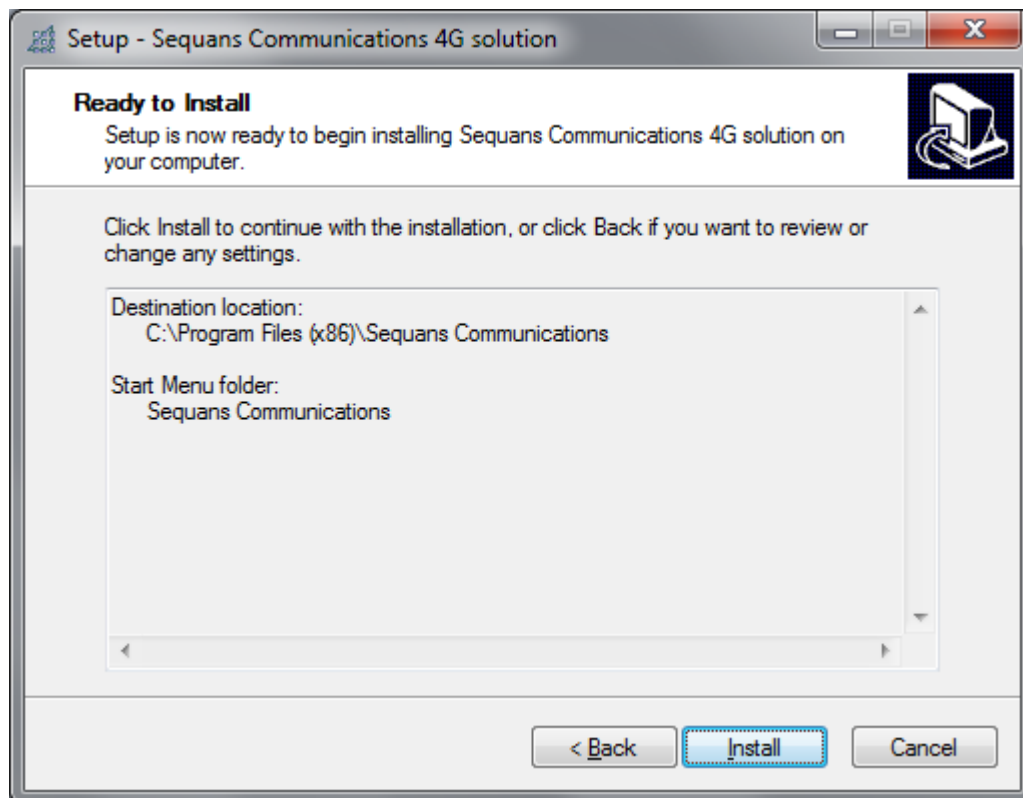 Setup - Sequans Communications 4G solution
Ready to Install
Setup is now ready to begin installing Sequans Communications 4G solution on
your computer.
Click Install to continue with the installation, or click Back if you want to review or
change any settings.
Destination location:
C:\Program Files (x86)\Sequans Communications
Start Menu folder:
Sequans Communications
< Back Install Cancel